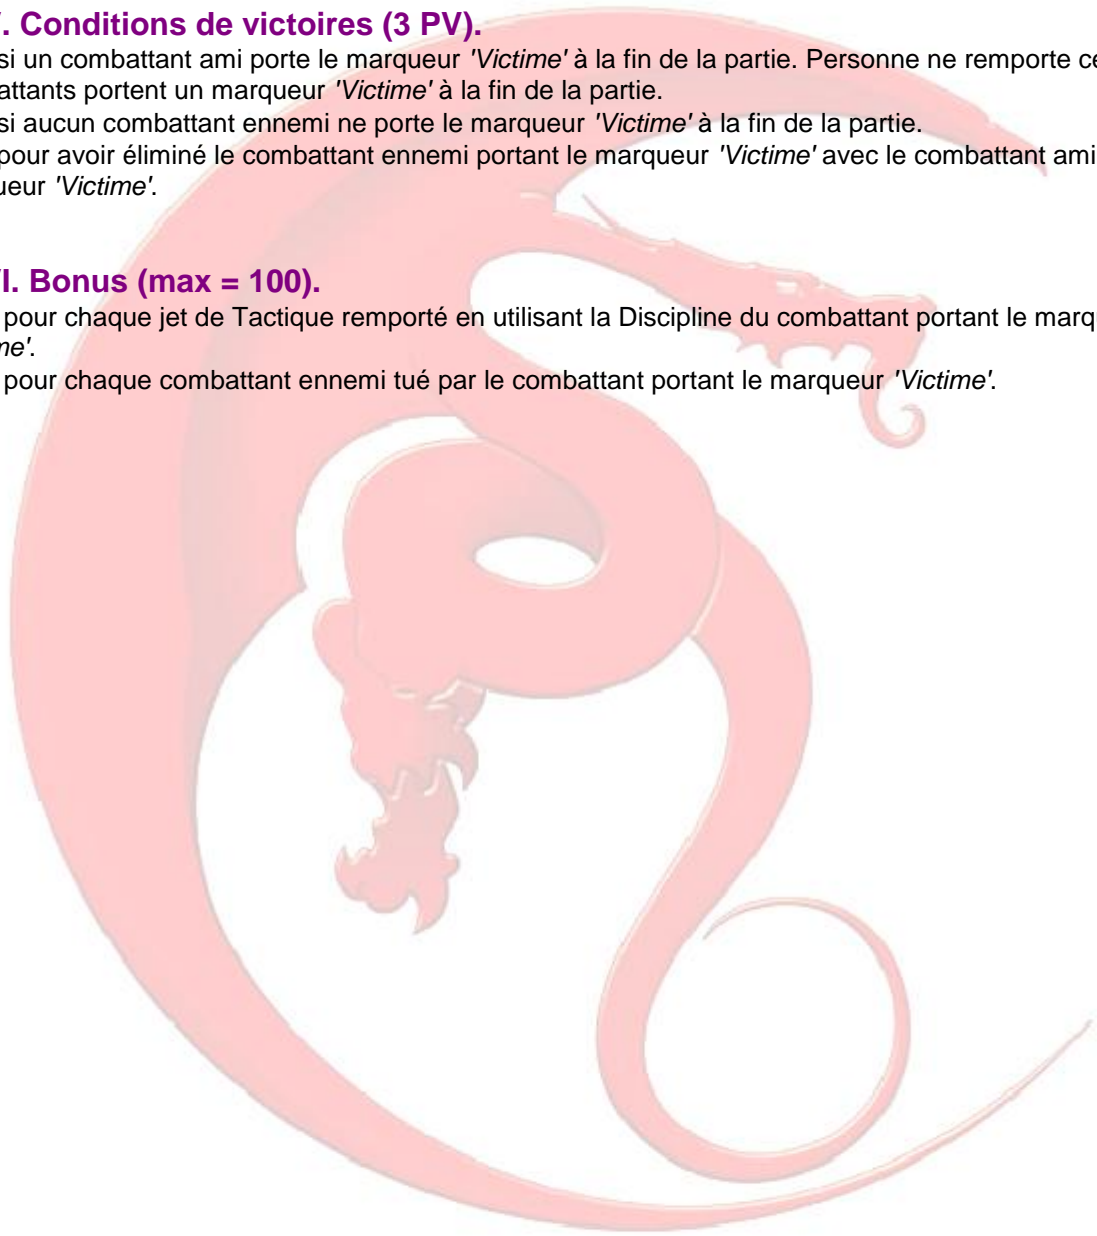 . Conditions de victoires (3 PV).
si un combattant ami porte le marqueur 'Victime' à la fin de la partie. Personne ne remporte ce
attants portent un marqueur 'Victime' à la fin de la partie.
si aucun combattant ennemi ne porte le marqueur 'Victime' à la fin de la partie.
pour avoir éliminé le combattant ennemi portant le marqueur 'Victime' avec le combattant ami
ueur 'Victime'.
I. Bonus (max = 100).
pour chaque jet de Tactique remporté en utilisant la Discipline du combattant portant le marq
me'.
pour chaque combattant ennemi tué par le combattant portant le marqueur 'Victime'.